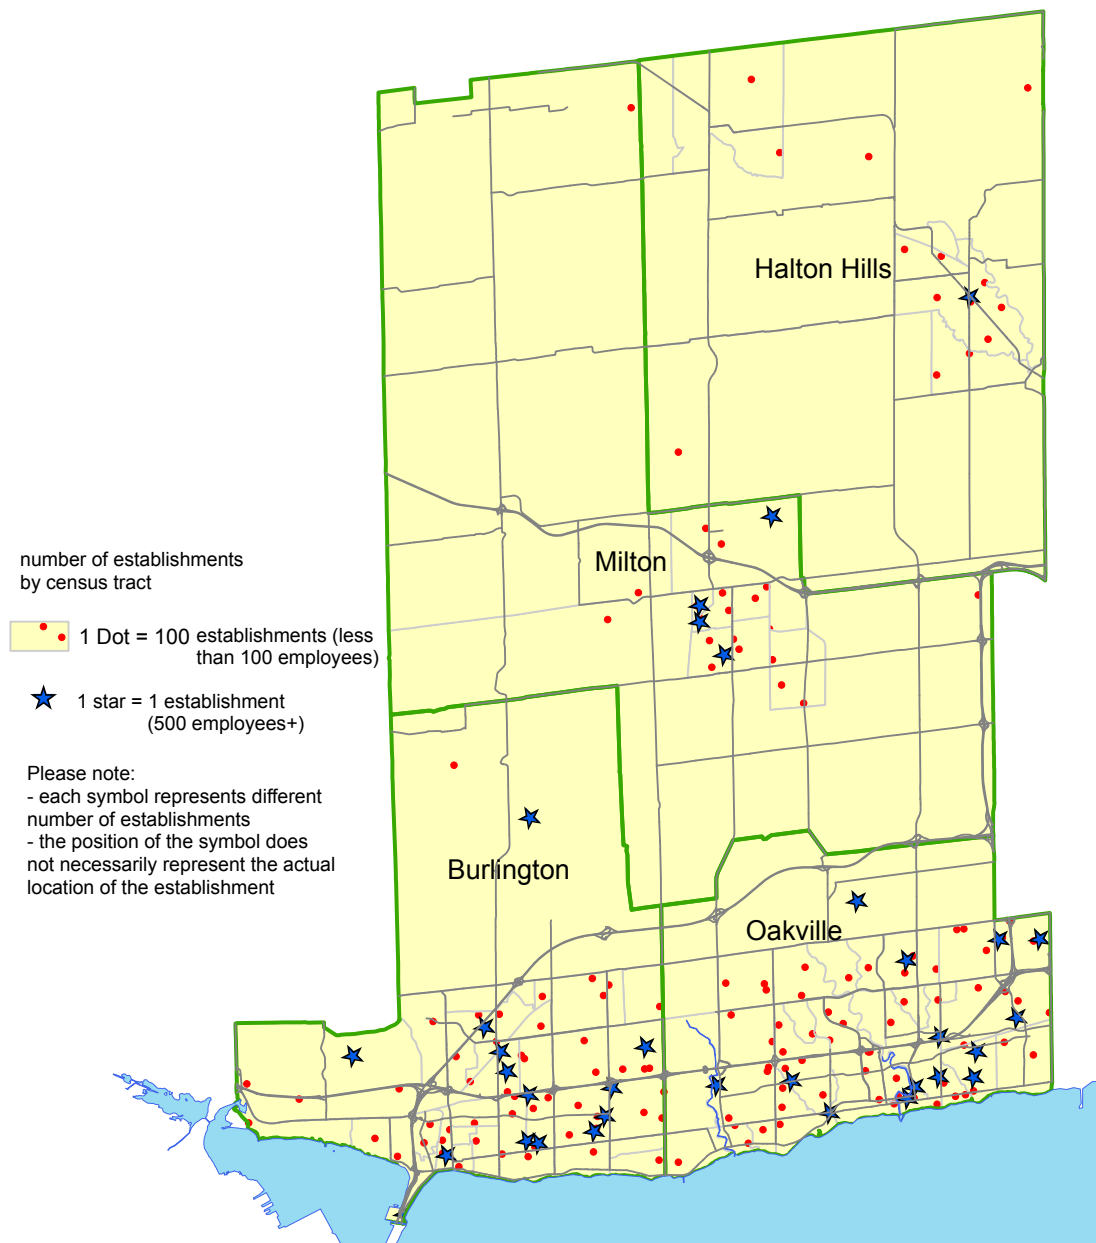 Halton Hills
Milton
number of establishments
by census tract
1 Dot = 100 establishments (less
than 100 employees)
1 star = 1 establishment
(500 employees+)
Please note:
- each symbol represents different
number of establishments
- the position of the symbol does
not necessarily represent the actual
location of the establishment
Burlington
Oakville